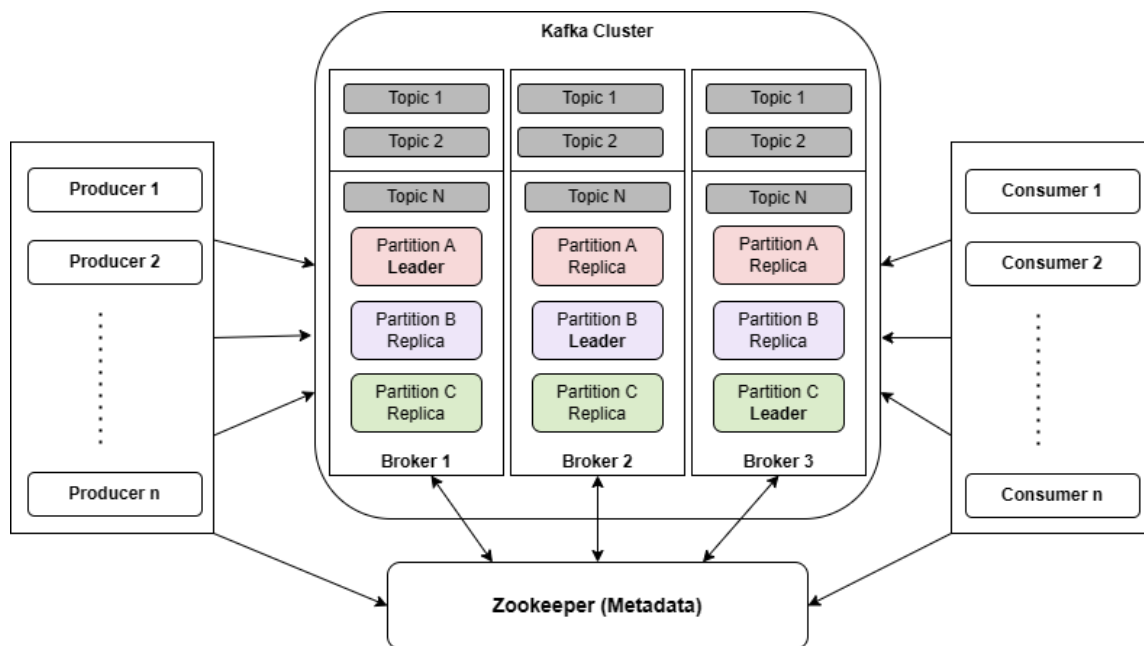 Kafka Cluster
Producer 1
Producer 2
Producer n
Topic 1
Topic 2
Topic N
Partition A
Leader
Partition B
Replica
Partition C
Replica
Broker 1
Topic 1
Topic 2
Topic N
Partition A
Replica
Partition B
Leader
Partition C
Replica
Broker 2
Topic 1
Topic 2
Topic N
Partition A
Replica
Partition B
Replica
Partition C
Leader
Broker 3
Consumer 1
Consumer 2
Consumer n
Zookeeper (Metadata)